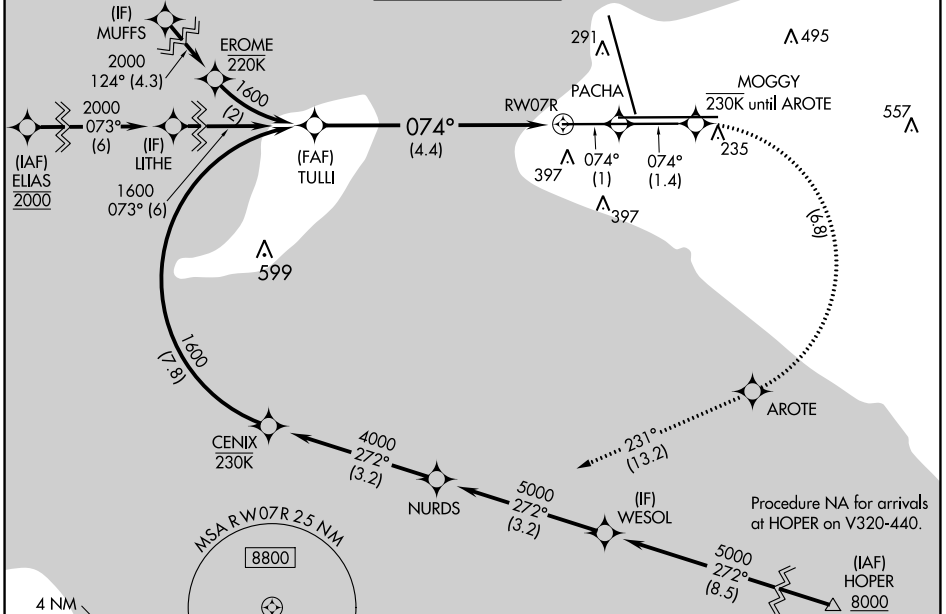 (IF)
MUFFS
2000
124° (4.3)
EROME
220K
1600
(2)
2000
073°
(6)
(IAF)
ELIAS
2000
(IF)
LITHE
1600
073° (6)
(FAF)
TULLI
074°
(4.4)
RW07R
PACHA
291
495
MOGGY
230K until AROTE
557
235
074°
(1)
074°
(1.4)
397
397
(6.8)
599
1600
(7.8)
AROTE
231°
(13.2)
CENIX
230K
4000
272°
(3.2)
NURDS
5000
272°
(3.2)
(IF)
WESOL
Procedure NA for arrivals
at HOPER on V320-440.
5000
272°
(8.5)
(IAF)
HOPER
8000
MSA RW07R 25 NM
8800
4 NM